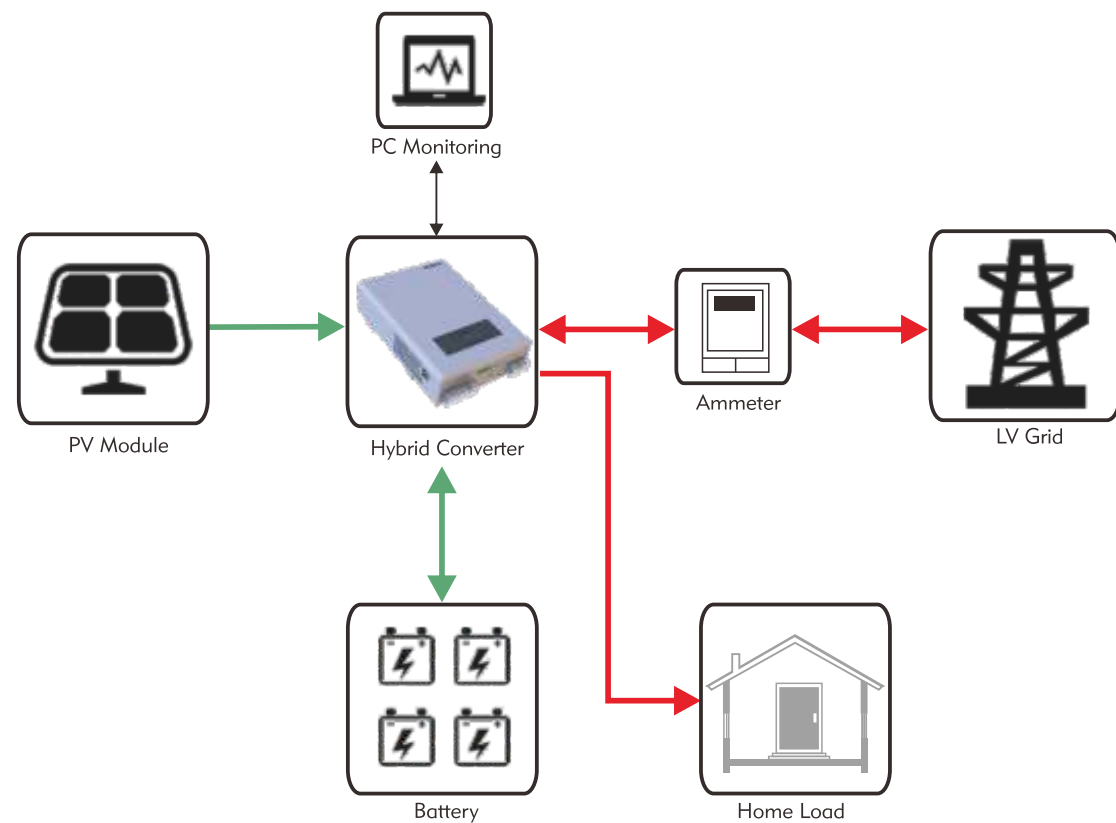 PC Monitoring
PV Module
Hybrid Converter
Ammeter
LV Grid
Battery
Home Load